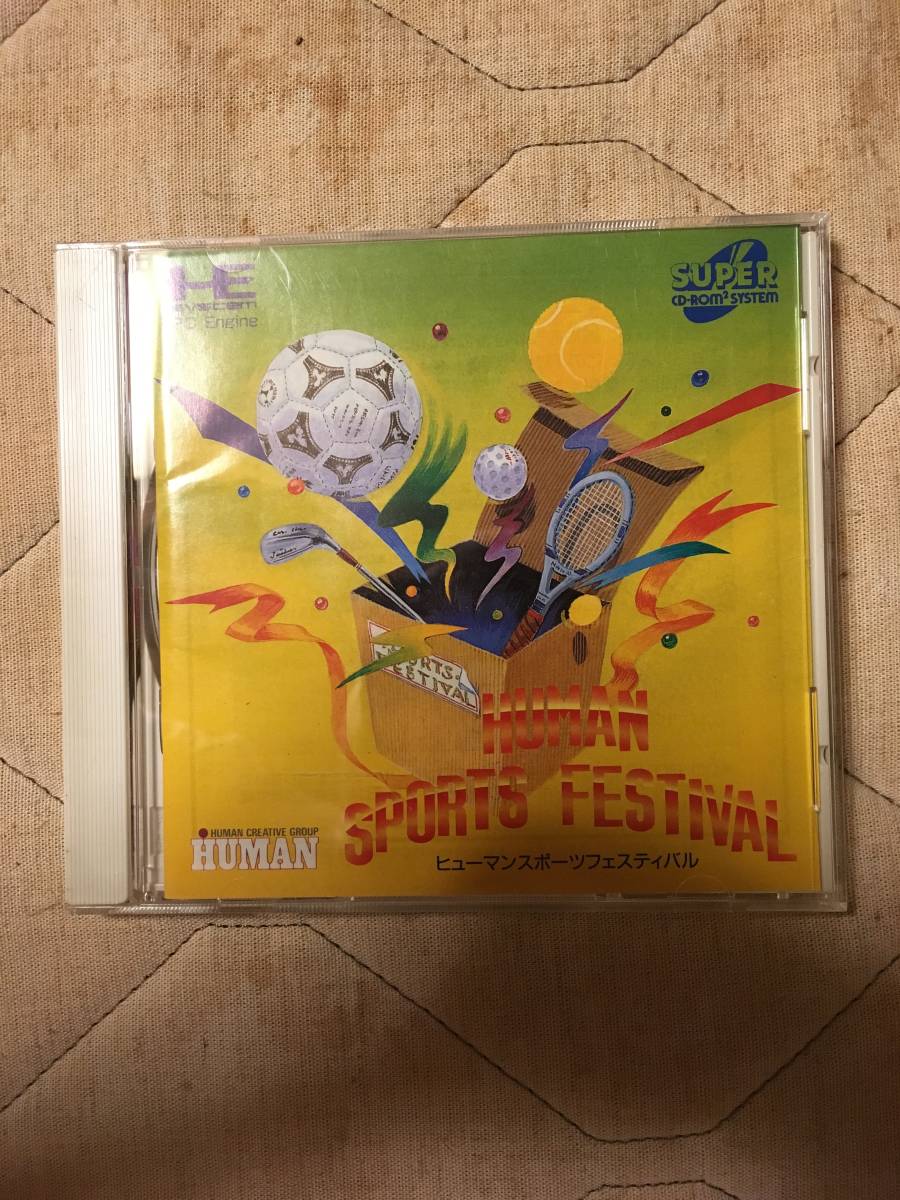 HE
SYSTEM
PC Engine
SUPER
CD-ROM² SYSTEM
SPORTS
FESTIVAL
HUMAN
SPORTS FESTIVAL
ヒューマンスポーツフェスティバル
HUMAN CREATIVE GROUP
HUMAN